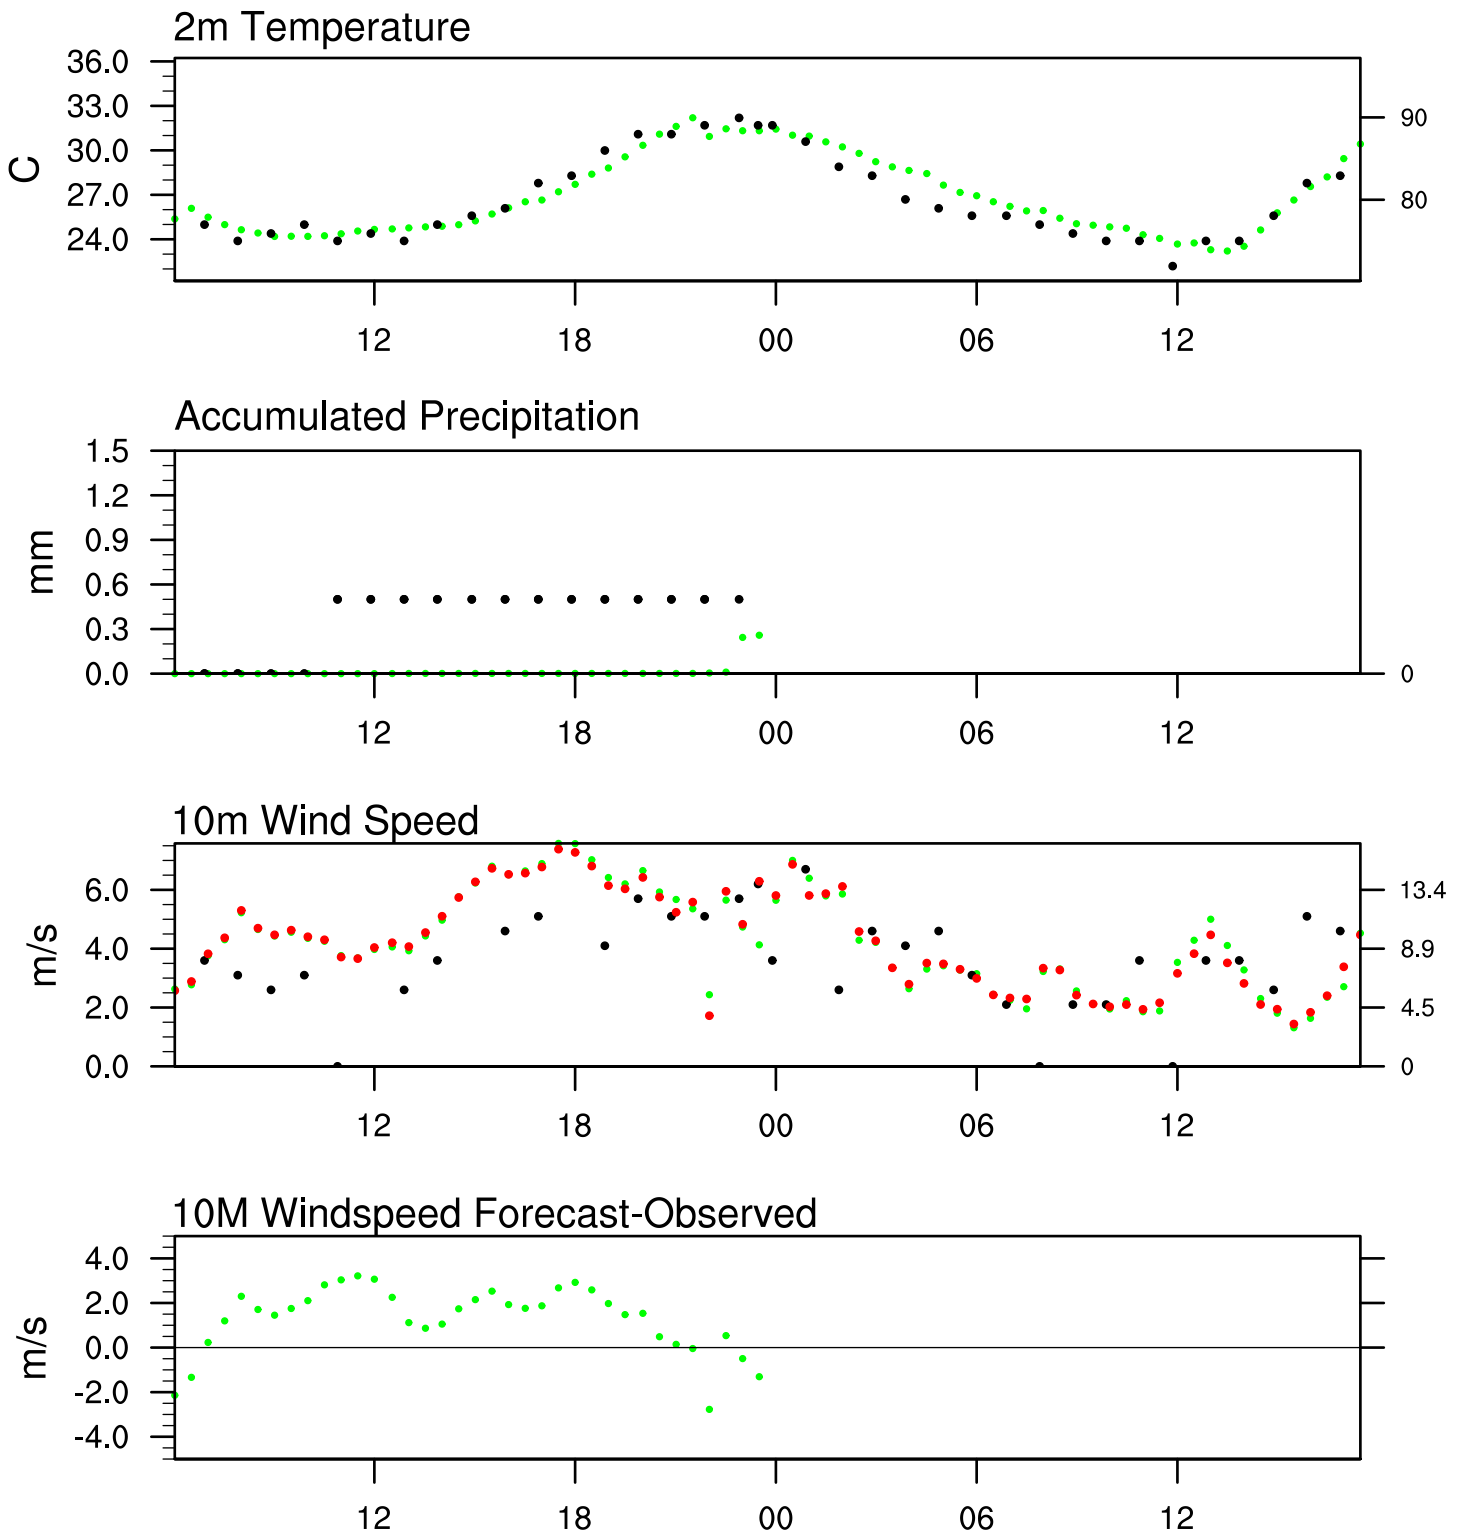 2m Temperature
36.0
33.0
30.0
27.0
24.0
C
90
80
12 18 00 06 12
Accumulated Precipitation
1.5
1.2
0.9
0.6
0.3
0.0
mm
0
12 18 00 06 12
10m Wind Speed
6.0
4.0
2.0
0.0
m/s
13.4
8.9
4.5
0
12 18 00 06 12
10M Windspeed Forecast-Observed
4.0
2.0
0.0
-2.0
-4.0
m/s
12 18 00 06 12